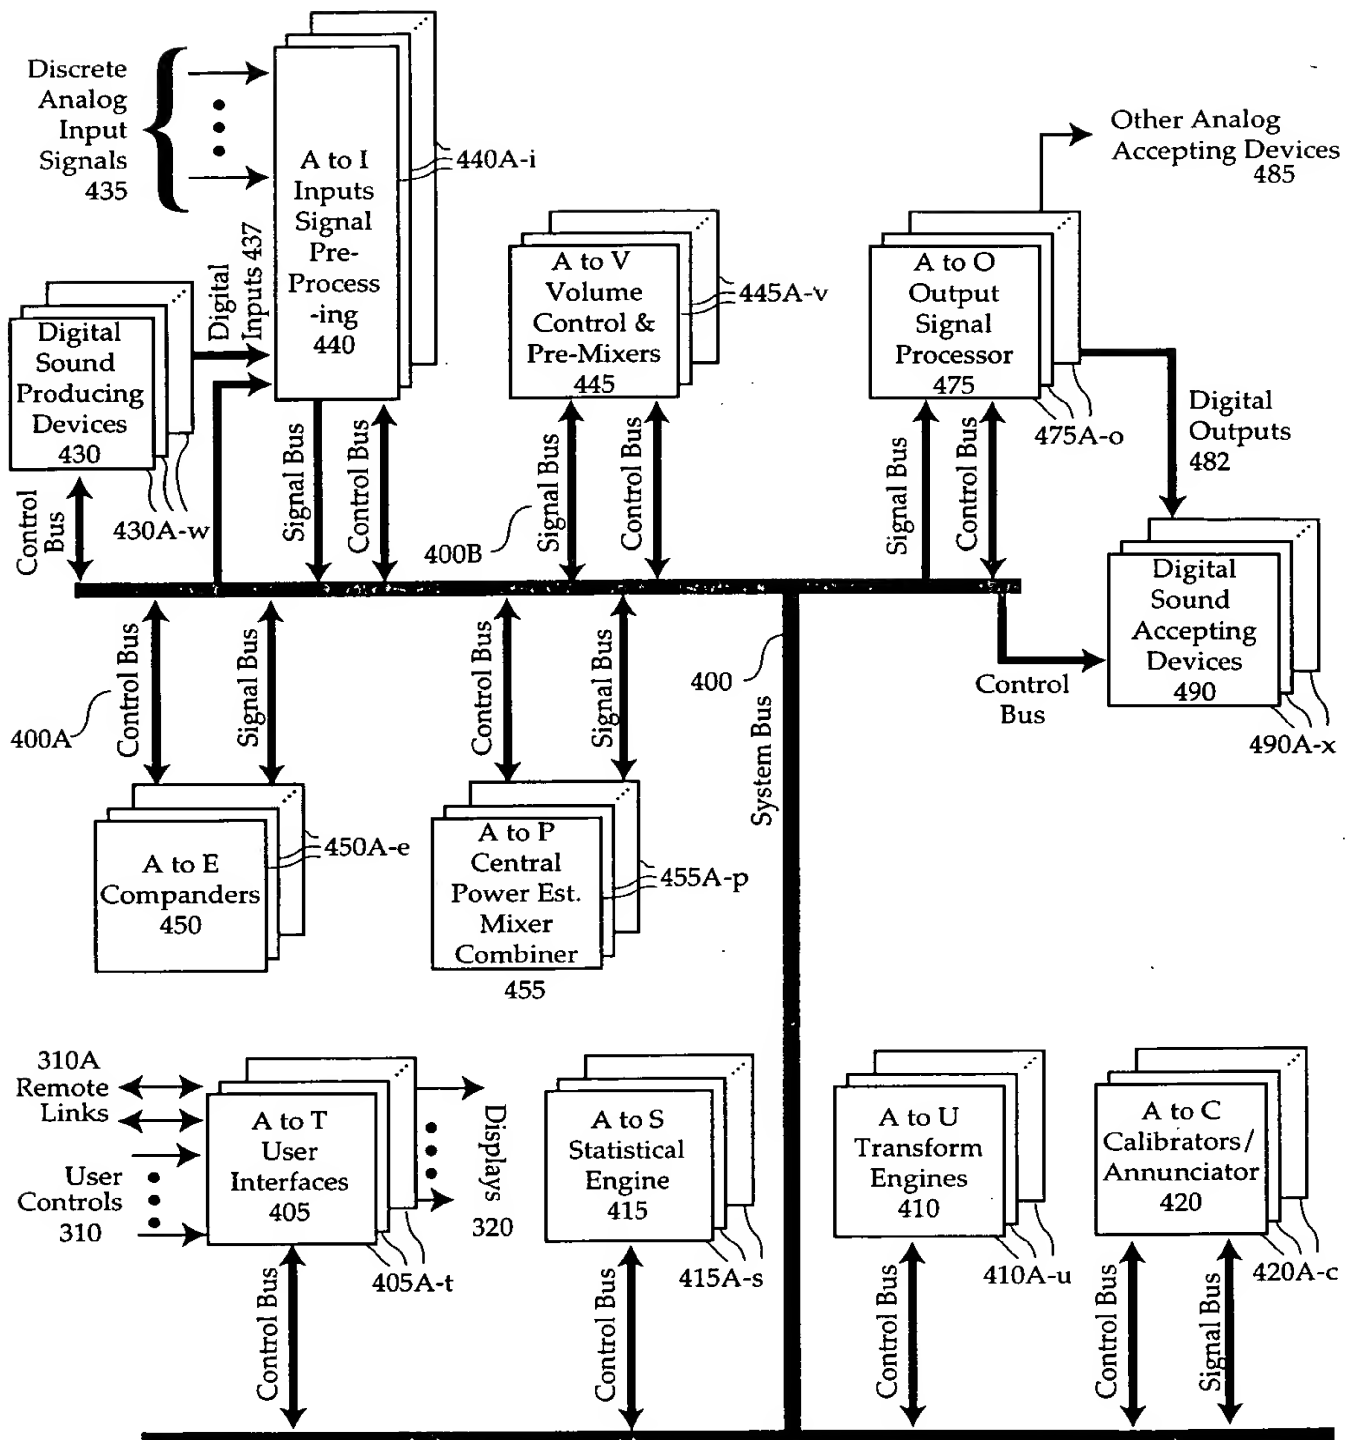 Discrete
Analog
Input
Signals
435
A to I
Inputs
Signal
Pre-
Process
-ing
440
440A-i
Digital
Inputs 437
Digital
Sound
Producing
Devices
430
430A-w
Control
Bus
Signal Bus
Control Bus
A to V
Volume
Control &
Pre-Mixers
445
445A-v
400B
Signal Bus
Control Bus
A to O
Output
Signal
Processor
475
475A-o
Other Analog
Accepting Devices
485
Signal Bus
Control Bus
Digital
Outputs
482
Digital
Sound
Accepting
Devices
490
490A-x
Control
Bus
400A
Control Bus
Signal Bus
A to E
Companders
450
450A-e
Control Bus
Signal Bus
A to P
Central
Power Est.
Mixer
Combiner
455
455A-p
400
System Bus
310A
Remote
Links
User
Controls
310
A to T
User
Interfaces
405
405A-t
Displays
320
Control Bus
A to S
Statistical
Engine
415
415A-s
Control Bus
A to U
Transform
Engines
410
410A-u
Control Bus
A to C
Calibrators/
Annunciator
420
420A-c
Control Bus
Signal Bus